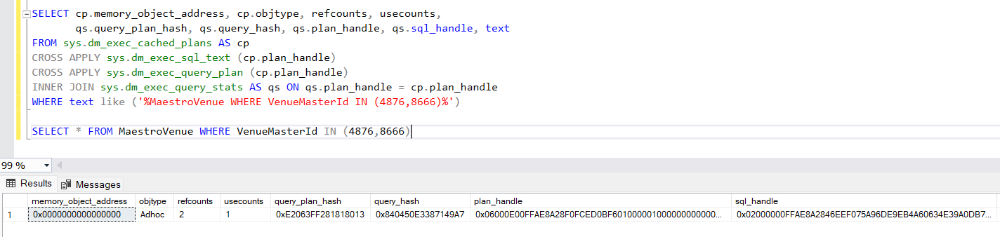 SELECT cp.memory_object_address, cp.objtype, refcounts, usecounts,
qs.query_plan_hash, qs.query_hash, qs.plan_handle, qs.sql_handle, text
FROM sys.dm_exec_cached_plans AS cp
CROSS APPLY sys.dm_exec_sql_text (cp.plan_handle)
CROSS APPLY sys.dm_exec_query_plan (cp.plan_handle)
INNER JOIN sys.dm_exec_query_stats AS qs ON qs.plan_handle = cp.plan_handle
WHERE text like ('%MaestroVenue WHERE VenueMasterId IN (4876,8666)%')
SELECT * FROM MaestroVenue WHERE VenueMasterId IN (4876,8666)
99 %
Results Messages
memory_object_address objtype refcounts usecounts query_plan_hash query_hash plan_handle sql_handle
1 0x0000000000000000 Adhoc 2 1 0xE2063FF281818013 0x840450E3387149A7 0x06000E00FFAE8A28F0FCED0BF601000001000000000000... 0x02000000FFAE8A2846EEF075A96DE9EB4A60634E39A0DB7...